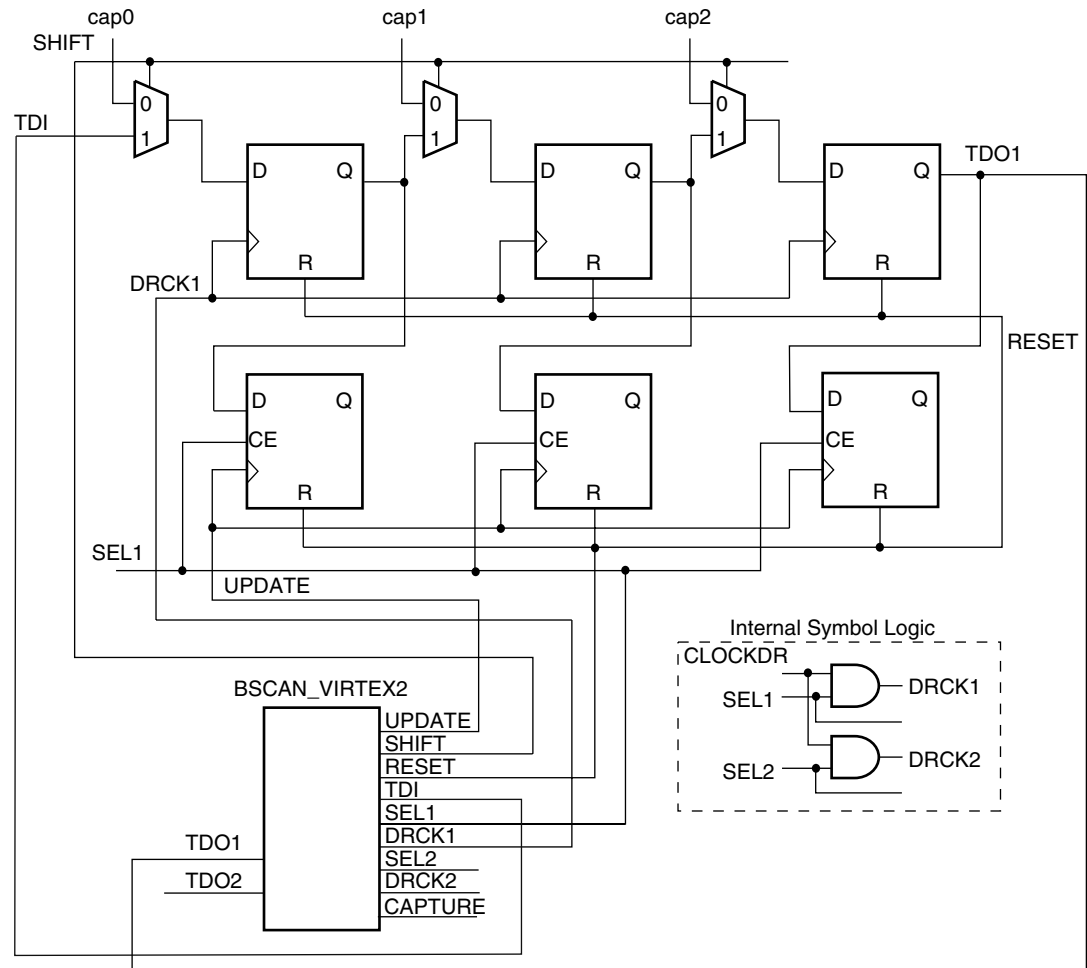 cap0 cap1 cap2
SHIFT
0 0 0
TDI 1 1 1
TDO1
D Q D Q D Q
R R R
DRCK1
RESET
D Q D Q D Q
CE CE CE
R R R
SEL1
UPDATE
Internal Symbol Logic
CLOCKDR
DRCK1
SEL1
DRCK2
SEL2
BSCAN_VIRTEX2
UPDATE
SHIFT
RESET
TDI
SEL1
TDO1 DRCK1
SEL2
TDO2 DRCK2
CAPTURE